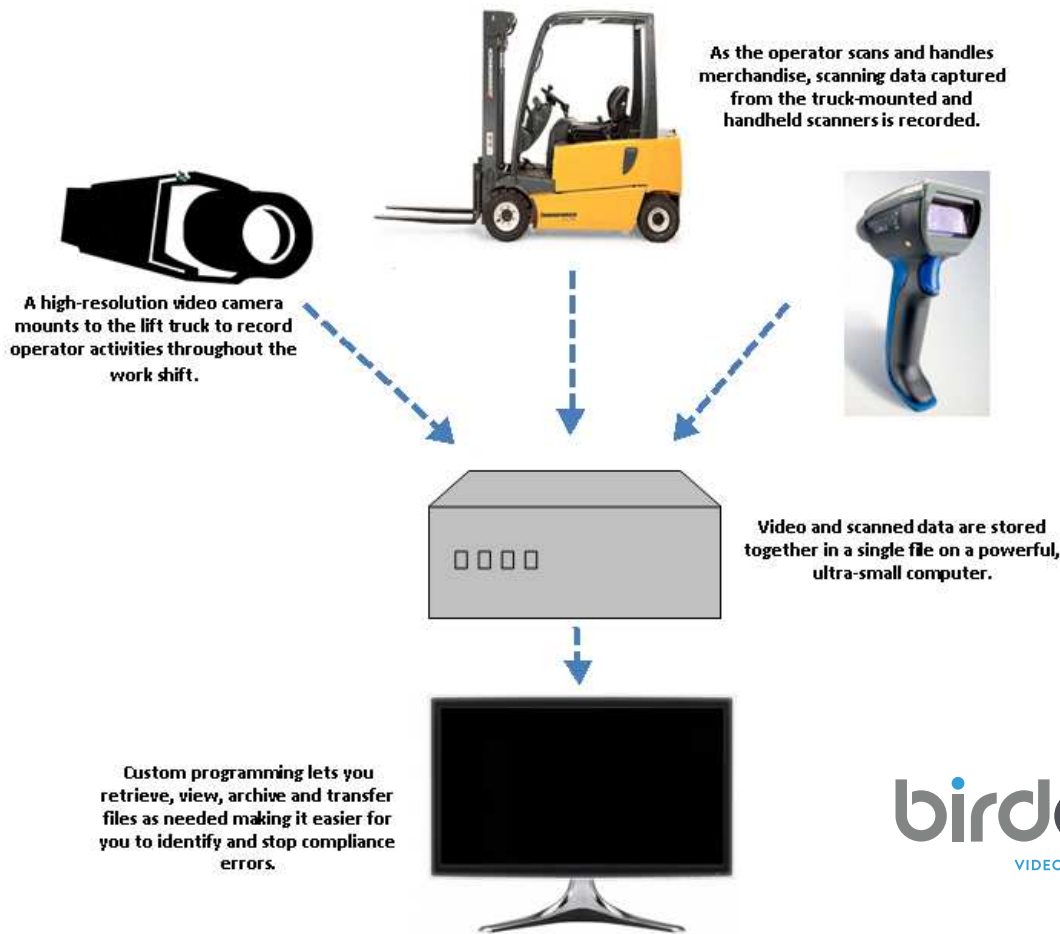 As the operator scans and handles
merchandise, scanning data captured
from the truck-mounted and
handheld scanners is recorded.
A high-resolution video camera
mounts to the lift truck to record
operator activities throughout the
work shift.
Video and scanned data are stored
together in a single file on a powerful,
ultra-small computer.
Custom programming lets you
retrieve, view, archive and transfer
files as needed making it easier for
you to identify and stop compliance
errors.
VIDEO